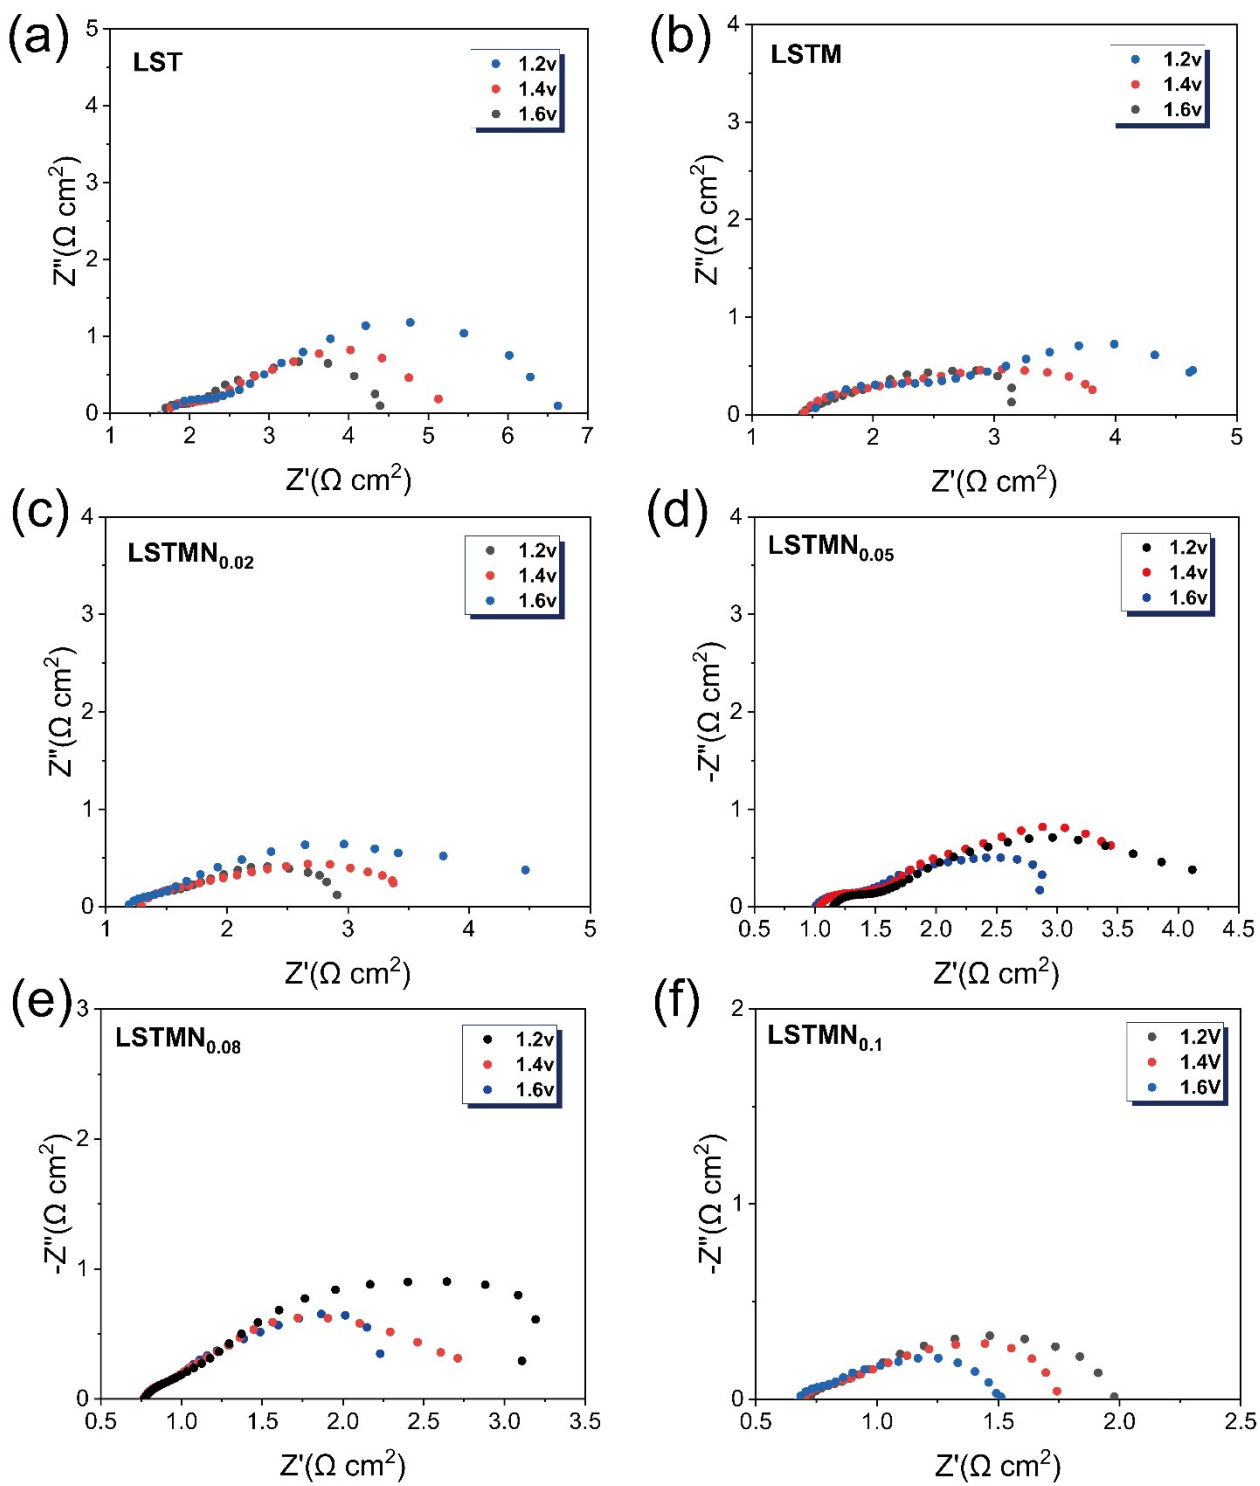 (a)
LST
1.2v
1.4v
1.6v
5
4
3
2
1
0
Z''(Ω cm²)
1 2 3 4 5 6 7
Z'(Ω cm²)
(b)
LSTM
1.2v
1.4v
1.6v
4
3
2
1
0
Z''(Ω cm²)
1 2 3 4 5
Z'(Ω cm²)
(c)
LSTMN0.02
1.2v
1.4v
1.6v
4
3
2
1
0
Z''(Ω cm²)
1 2 3 4 5
Z'(Ω cm²)
(d)
LSTMN0.05
1.2v
1.4v
1.6v
4
3
2
1
0
-Z''(Ω cm²)
0.5 1.0 1.5 2.0 2.5 3.0 3.5 4.0 4.5
Z'(Ω cm²)
(e)
LSTMN0.08
1.2v
1.4v
1.6v
3
2
1
0
-Z''(Ω cm²)
0.5 1.0 1.5 2.0 2.5 3.0 3.5
Z'(Ω cm²)
(f)
LSTMN0.1
1.2V
1.4V
1.6V
2
1
0
-Z''(Ω cm²)
0.5 1.0 1.5 2.0 2.5
Z'(Ω cm²)